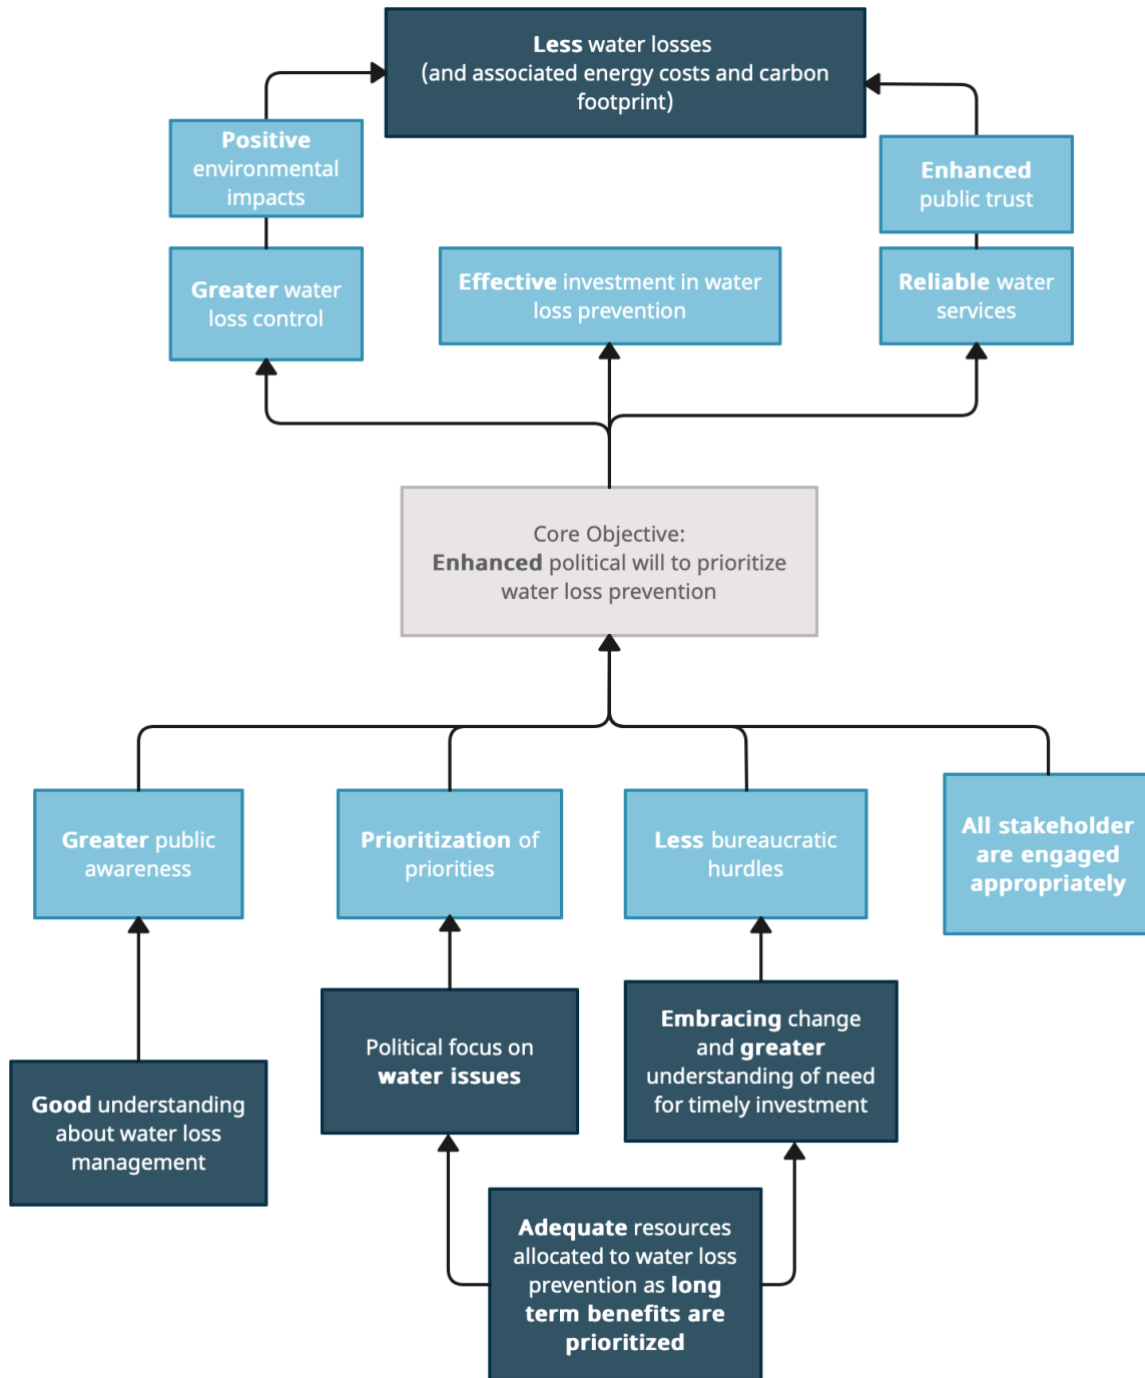 Less water losses
(and associated energy costs and carbon
footprint)
Positive
environmental
impacts
Enhanced
public trust
Greater water
loss control
Effective investment in water
loss prevention
Reliable water
services
Core Objective:
Enhanced political will to prioritize
water loss prevention
Greater public
awareness
Prioritization of
priorities
Less bureaucratic
hurdles
All stakeholder
are engaged
appropriately
Good understanding
about water loss
management
Political focus on
water issues
Embracing change
and greater
understanding of need
for timely investment
Adequate resources
allocated to water loss
prevention as long
term benefits are
prioritized